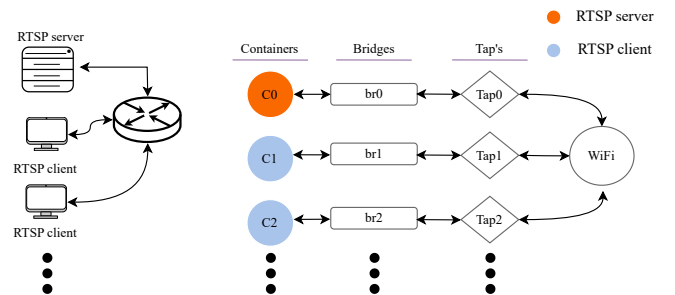 RTSP server
RTSP client
RTSP server
Containers
Bridges
Tap's
C0
br0
Tap0
RTSP client
C1
br1
Tap1
WiFi
RTSP client
C2
br2
Tap2